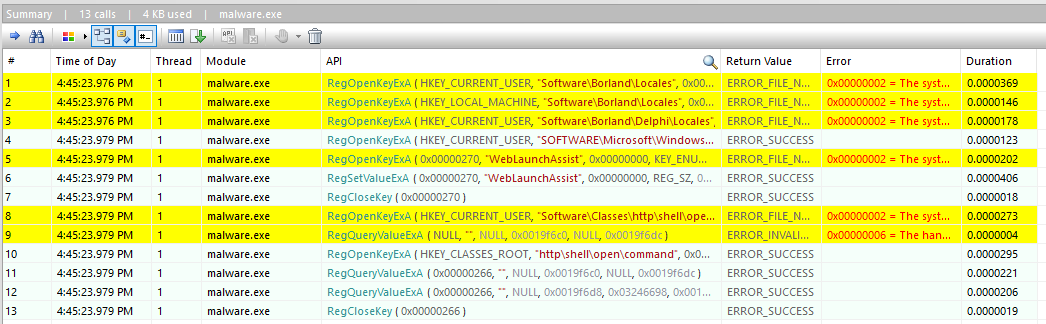 Summary | 13 calls | 4 KB used | malware.exe
# Time of Day Thread Module API Return Value Error Duration
1 4:45:23.976 PM 1 malware.exe RegOpenKeyExA ( HKEY_CURRENT_USER, "Software\Borland\Locales", 0x00... ERROR_FILE_N... 0x00000002 = The syst... 0.0000369
2 4:45:23.976 PM 1 malware.exe RegOpenKeyExA ( HKEY_LOCAL_MACHINE, "Software\Borland\Locales", 0x0... ERROR_FILE_N... 0x00000002 = The syst... 0.0000146
3 4:45:23.976 PM 1 malware.exe RegOpenKeyExA ( HKEY_CURRENT_USER, "Software\Borland\Delphi\Locales", ERROR_FILE_N... 0x00000002 = The syst... 0.0000178
4 4:45:23.979 PM 1 malware.exe RegOpenKeyExA ( HKEY_CURRENT_USER, "SOFTWARE\Microsoft\Windows... ERROR_SUCCESS 0.0000123
5 4:45:23.979 PM 1 malware.exe RegOpenKeyExA ( 0x00000270, "WebLaunchAssist", 0x00000000, KEY_ENU... ERROR_FILE_N... 0x00000002 = The syst... 0.0000202
6 4:45:23.979 PM 1 malware.exe RegSetValueExA ( 0x00000270, "WebLaunchAssist", 0x00000000, REG_SZ, 0x... ERROR_SUCCESS 0.0000406
7 4:45:23.979 PM 1 malware.exe RegCloseKey ( 0x00000270 ) ERROR_SUCCESS 0.0000018
8 4:45:23.979 PM 1 malware.exe RegOpenKeyExA ( HKEY_CURRENT_USER, "Software\Classes\http\shell\ope... ERROR_FILE_N... 0x00000002 = The syst... 0.0000273
9 4:45:23.979 PM 1 malware.exe RegQueryValueExA ( NULL, "", NULL, 0x0019f6c0, NULL, 0x0019f6dc ) ERROR_INVALI... 0x00000006 = The han... 0.0000004
10 4:45:23.979 PM 1 malware.exe RegOpenKeyExA ( HKEY_CLASSES_ROOT, "http\shell\open\command", 0x0... ERROR_SUCCESS 0.0000295
11 4:45:23.979 PM 1 malware.exe RegQueryValueExA ( 0x00000266, "", NULL, 0x0019f6c0, NULL, 0x0019f6dc ) ERROR_SUCCESS 0.0000221
12 4:45:23.979 PM 1 malware.exe RegQueryValueExA ( 0x00000266, "", NULL, 0x0019f6d8, 0x03246698, 0x001... ERROR_SUCCESS 0.0000206
13 4:45:23.979 PM 1 malware.exe RegCloseKey ( 0x00000266 ) ERROR_SUCCESS 0.0000019